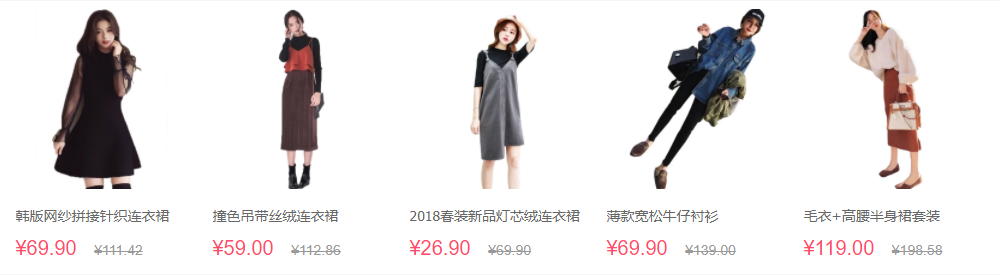 韩版网纱拼接针织连衣裙
¥69.90 ¥111.42
撞色吊带丝绒连衣裙
¥59.00 ¥112.86
2018春装新品灯芯绒连衣裙
¥26.90 ¥69.90
薄款宽松牛仔衬衫
¥69.90 ¥139.00
毛衣+高腰半身裙套装
¥119.00 ¥198.58